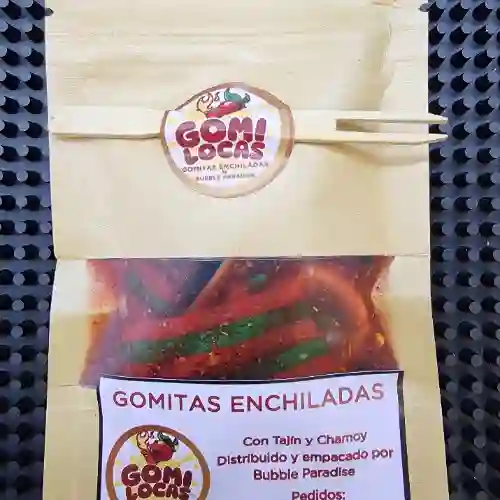 GOMI
LOCAS
GOMITAS ENCHILADAS
by
BUBBLE PARADISE
GOMITAS ENCHILADAS
Con Tajín y Chamoy
Distribuido y empacado por
Bubble Paradise
Pedidos:
GOMI
LOCAS